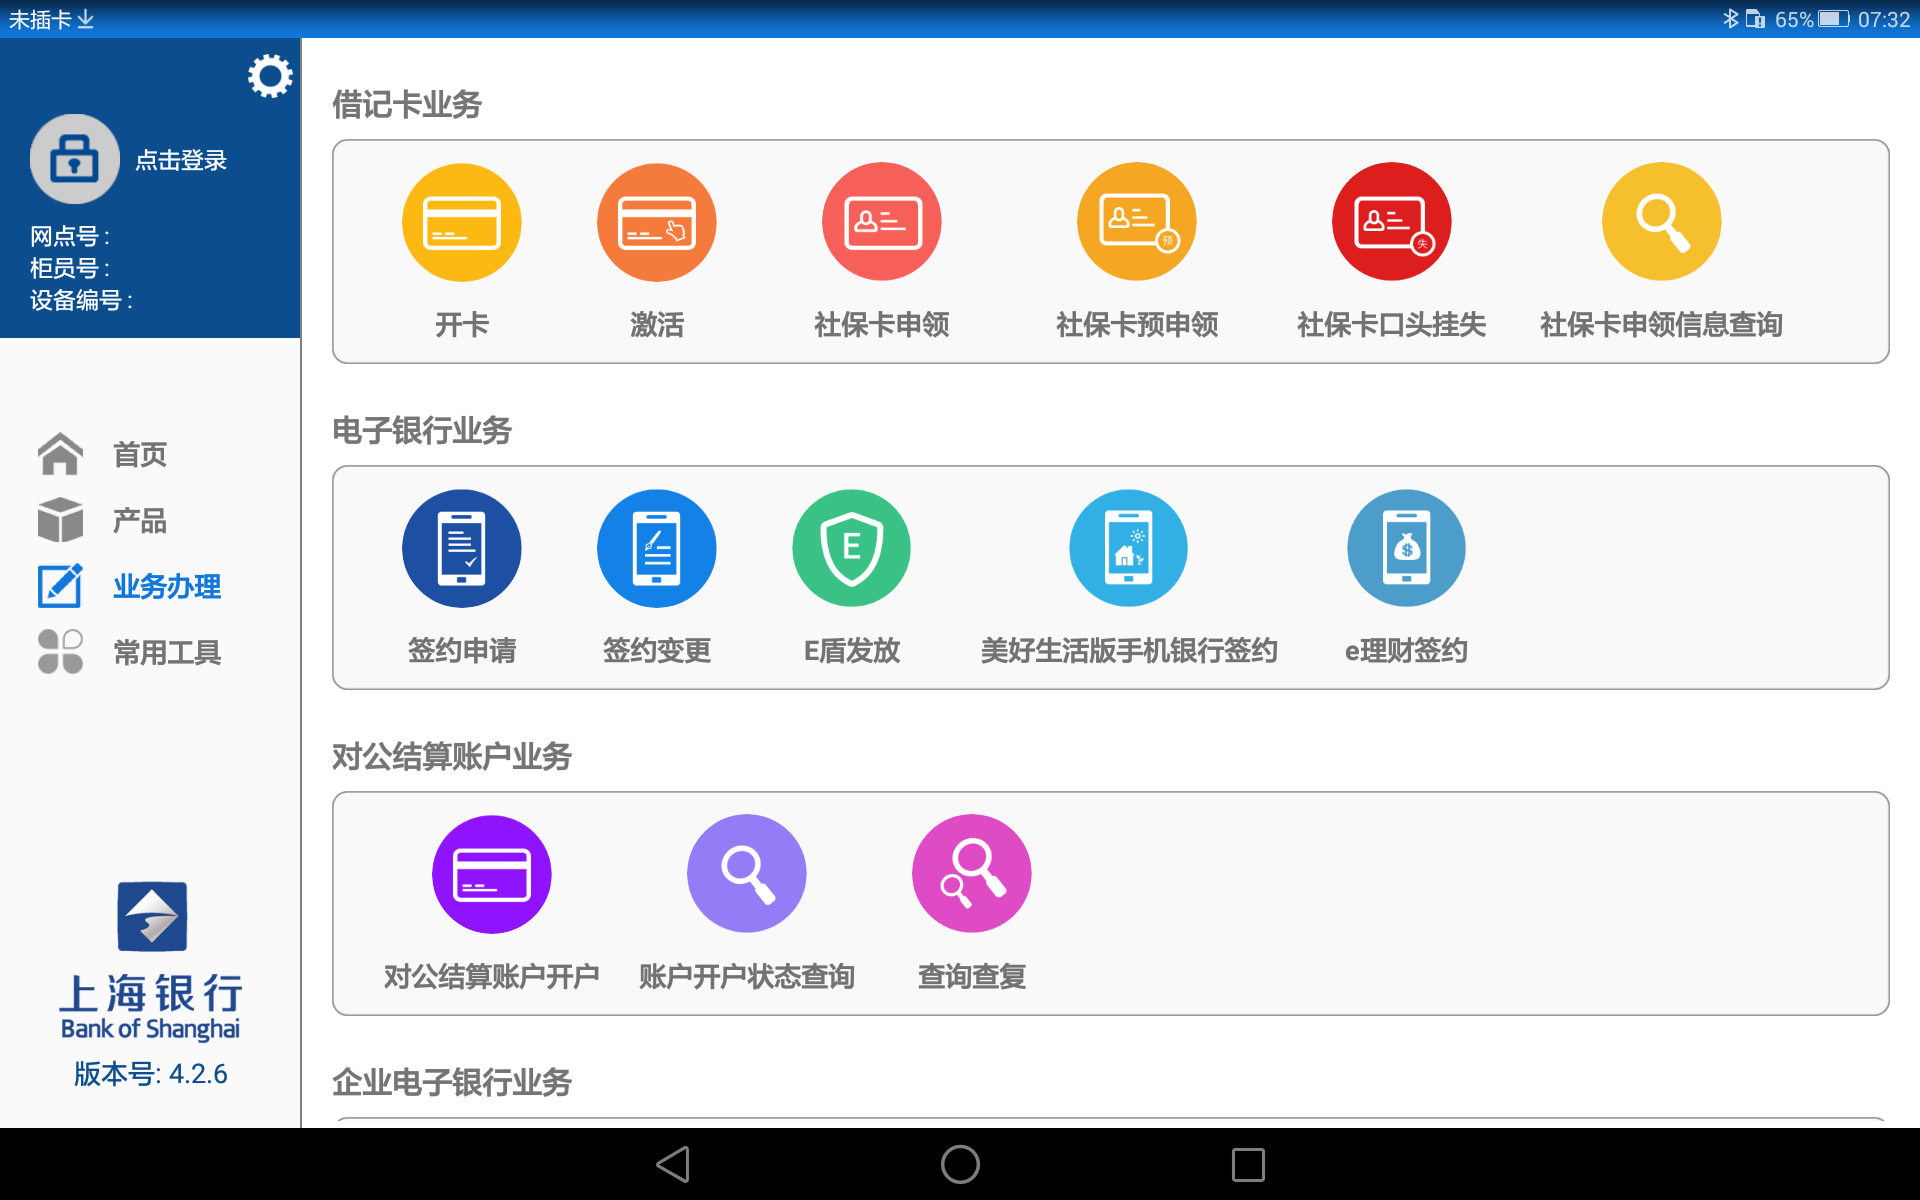 未插卡
65% 07:32
点击登录
网点号：
柜员号：
设备编号：
首页
产品
业务办理
常用工具
上海银行
Bank of Shanghai
版本号: 4.2.6
借记卡业务
预
失
开卡 激活 社保卡申领 社保卡预申领 社保卡口头挂失 社保卡申领信息查询
电子银行业务
E
$
签约申请 签约变更 E盾发放 美好生活版手机银行签约 e理财签约
对公结算账户业务
对公结算账户开户 账户开户状态查询 查询查复
企业电子银行业务